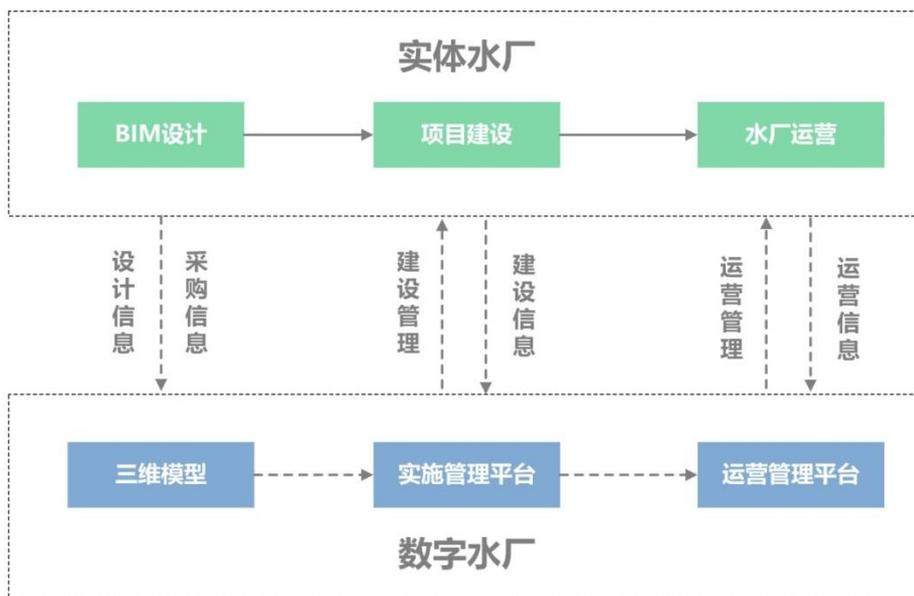 实体水厂
BIM设计
项目建设
水厂运营
设计信息
采购信息
建设管理
建设信息
运营管理
运营信息
三维模型
实施管理平台
运营管理平台
数字水厂